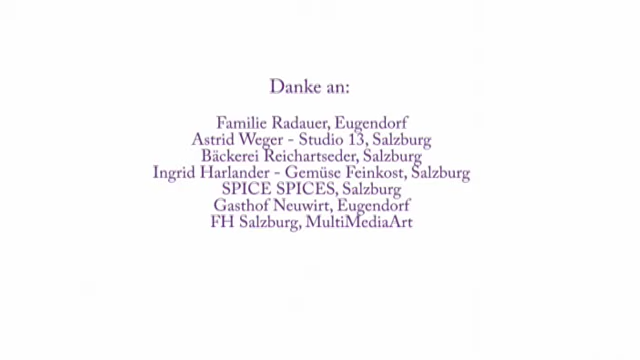 Danke an:
Familie Radauer, Eugendorf
Astrid Weger - Studio 13, Salzburg
Bäckerei Reichartseder, Salzburg
Ingrid Harlander - Gemüse Feinkost, Salzburg
SPICE SPICES, Salzburg
Gasthof Neuwirt, Eugendorf
FH Salzburg, MultiMediaArt